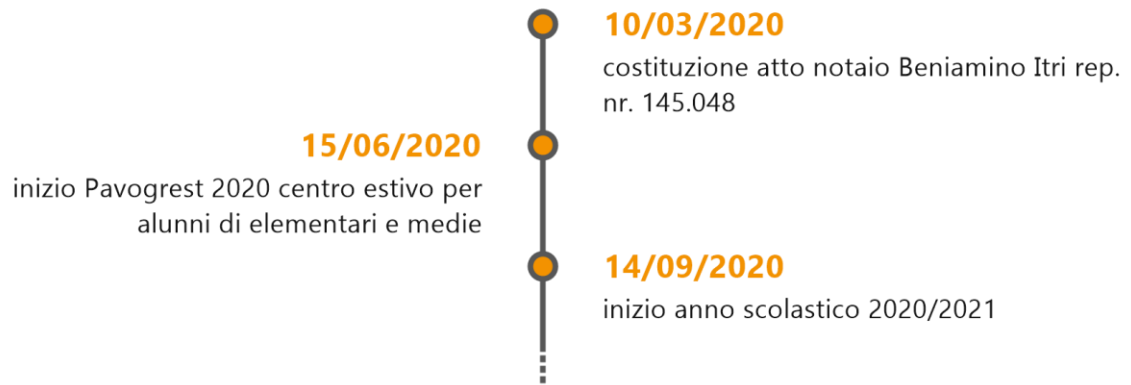 10/03/2020
costituzione atto notaio Beniamino Itri rep.
nr. 145.048
15/06/2020
inizio Pavogrest 2020 centro estivo per
alunni di elementari e medie
14/09/2020
inizio anno scolastico 2020/2021